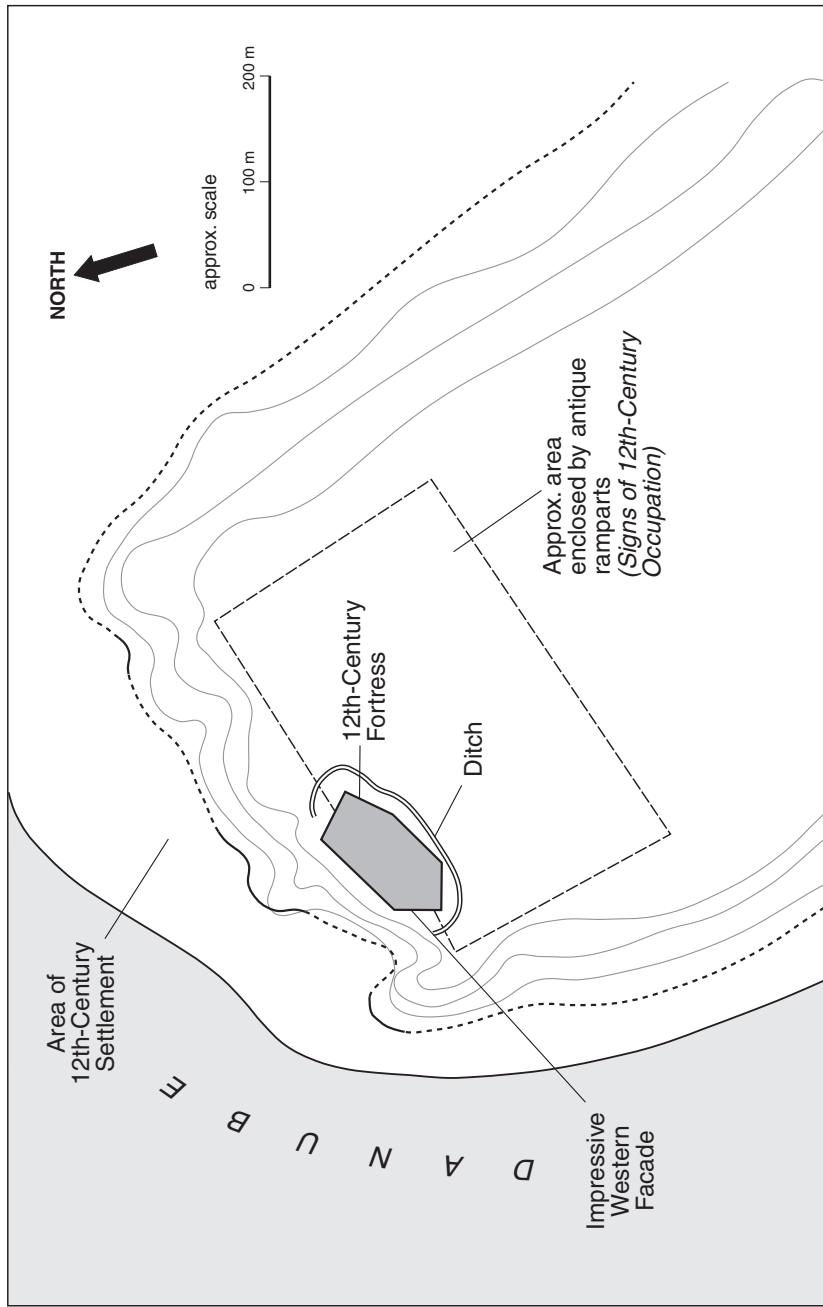 NORTH
approx. scale
0
100 m
200 m
Area of
12th-Century
Settlement
DANUBE
12th-Century
Fortress
Ditch
Impressive
Western
Facade
Approx. area
enclosed by antique
ramparts
(Signs of 12th-Century
Occupation)